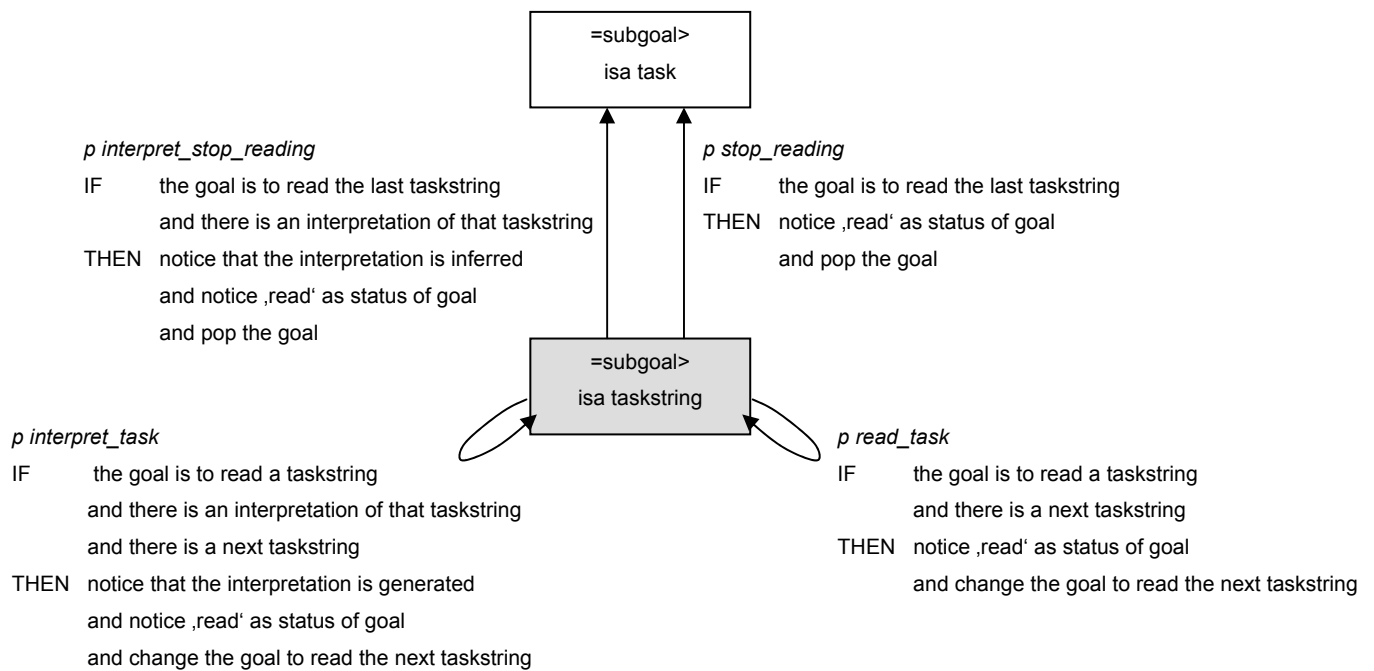 =subgoal>
isa task
p interpret_stop_reading
IF the goal is to read the last taskstring
and there is an interpretation of that taskstring
THEN notice that the interpretation is inferred
and notice ‚read‘ as status of goal
and pop the goal
p stop_reading
IF the goal is to read the last taskstring
THEN notice ‚read‘ as status of goal
and pop the goal
=subgoal>
isa taskstring
p interpret_task
IF the goal is to read a taskstring
and there is an interpretation of that taskstring
and there is a next taskstring
THEN notice that the interpretation is generated
and notice ‚read‘ as status of goal
and change the goal to read the next taskstring
p read_task
IF the goal is to read a taskstring
and there is a next taskstring
THEN notice ‚read‘ as status of goal
and change the goal to read the next taskstring